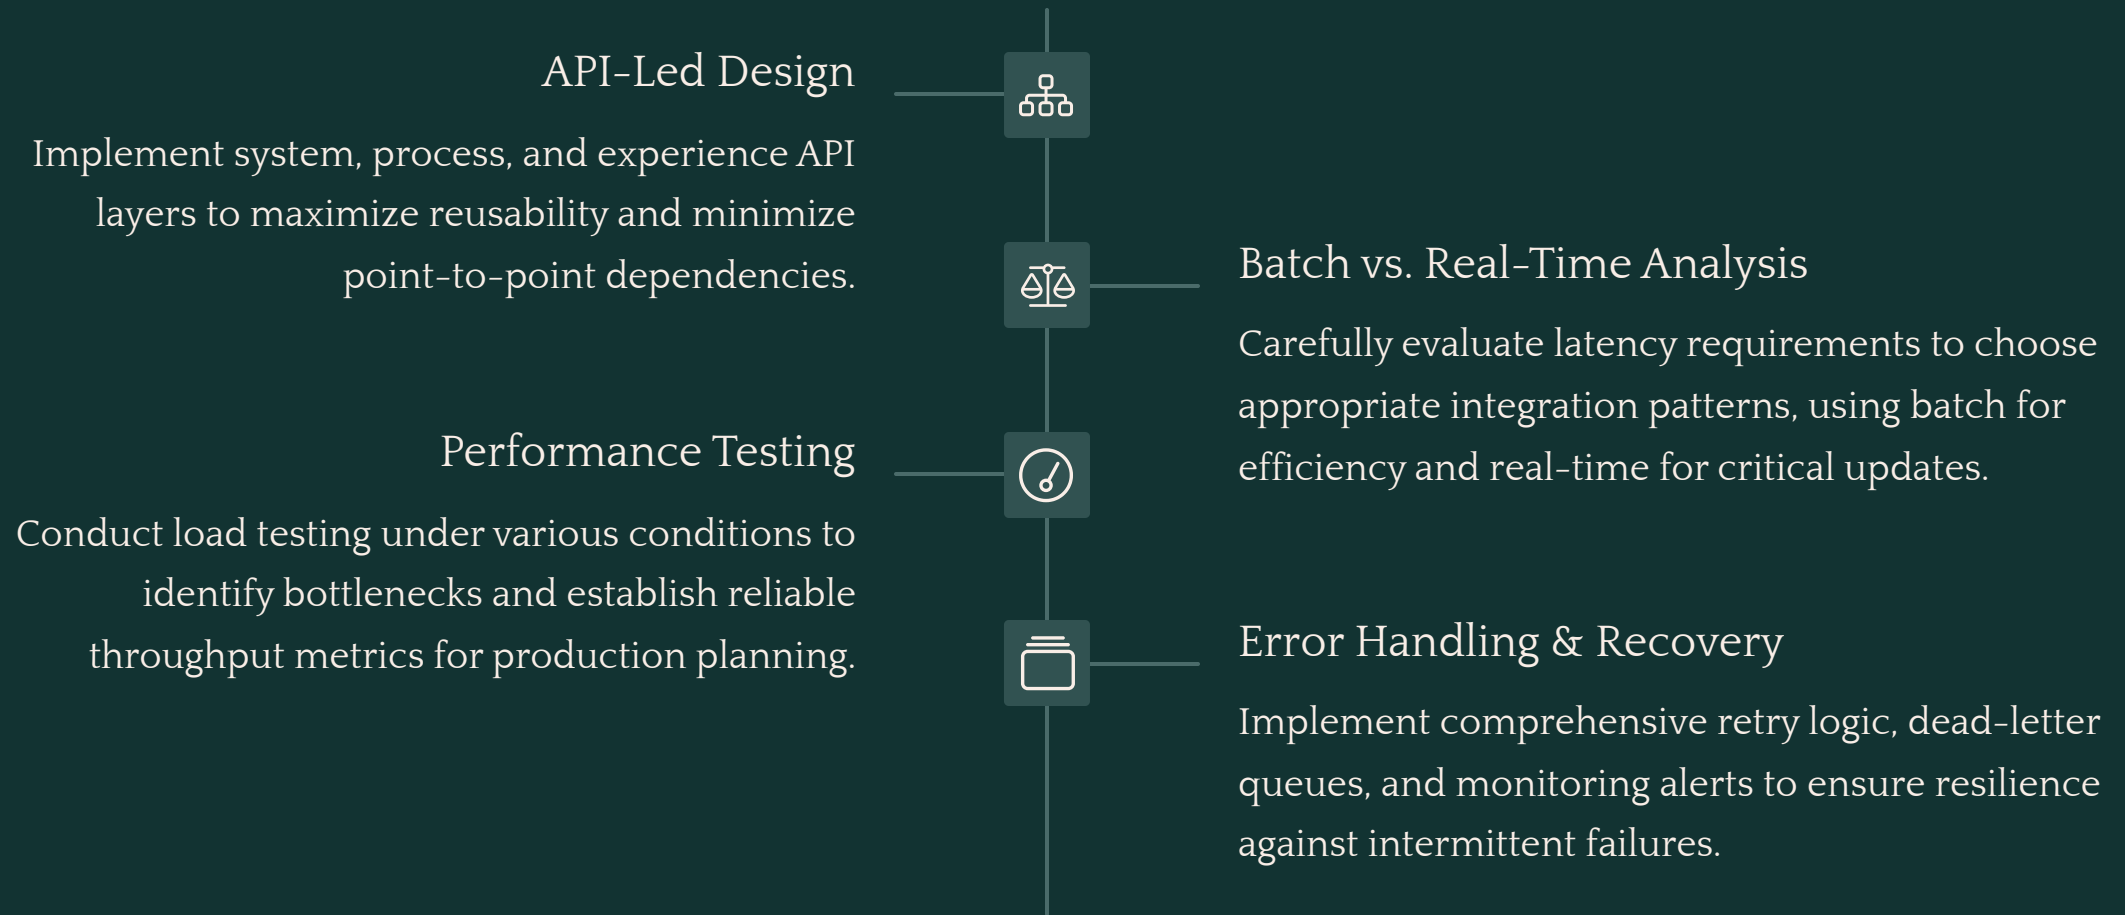 API-Led Design
Implement system, process, and experience API
layers to maximize reusability and minimize
point-to-point dependencies.
Batch vs. Real-Time Analysis
Carefully evaluate latency requirements to choose
appropriate integration patterns, using batch for
efficiency and real-time for critical updates.
Performance Testing
Conduct load testing under various conditions to
identify bottlenecks and establish reliable
throughput metrics for production planning.
Error Handling & Recovery
Implement comprehensive retry logic, dead-letter
queues, and monitoring alerts to ensure resilience
against intermittent failures.